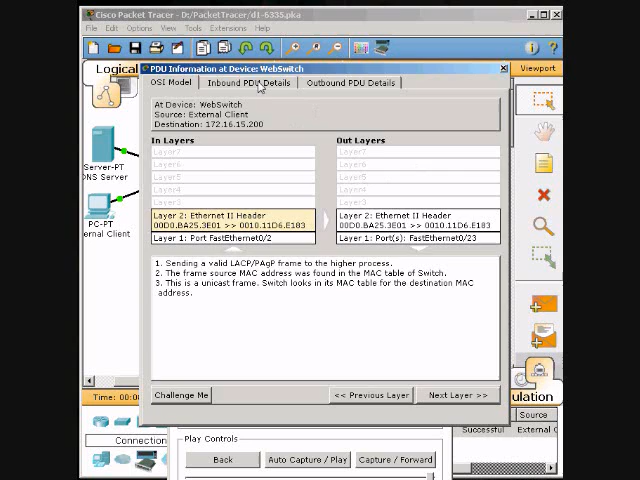 Cisco Packet Tracer - D:/PacketTracer/d1-6335.pka
File Edit Options View Tools Extensions Help
Logical
Viewport
PDU Information at Device: WebSwitch
OSI Model
Inbound PDU Details
Outbound PDU Details
At Device: WebSwitch
Source: External Client
Destination: 172.16.15.200
In Layers
Out Layers
Layer7
Layer7
Layer6
Layer6
Layer5
Layer5
Layer4
Layer4
Layer3
Layer3
Layer 2: Ethernet II Header
00D0.BA25.3E01 >> 0010.11D6.E183
Layer 2: Ethernet II Header
00D0.BA25.3E01 >> 0010.11D6.E183
Layer 1: Port FastEthernet0/2
Layer 1: Port(s): FastEthernet0/23
1. Sending a valid LACP/PAgP frame to the higher process.
2. The frame source MAC address was found in the MAC table of Switch.
3. This is a unicast frame. Switch looks in its MAC table for the destination MAC
address.
Challenge Me
<< Previous Layer
Next Layer >>
Server-PT
NS Server
PC-PT
ernal Client
Time: 00:0
ulation
Source
Successful
External C
Connection
Play Controls
Back
Auto Capture / Play
Capture / Forward